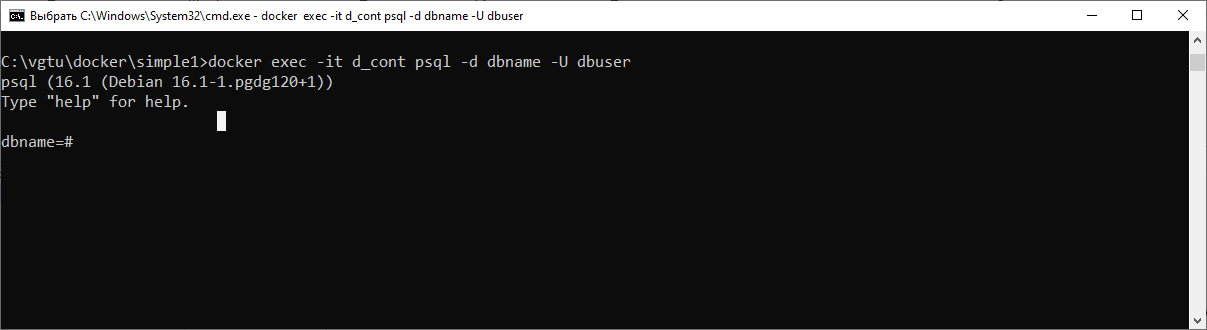 Выбрать C:\Windows\System32\cmd.exe - docker  exec -it d_cont psql -d dbname -U dbuser
C:\vgtu\docker\simple1>docker exec -it d_cont psql -d dbname -U dbuser
psql (16.1 (Debian 16.1-1.pgdg120+1))
Type "help" for help.
dbname=#